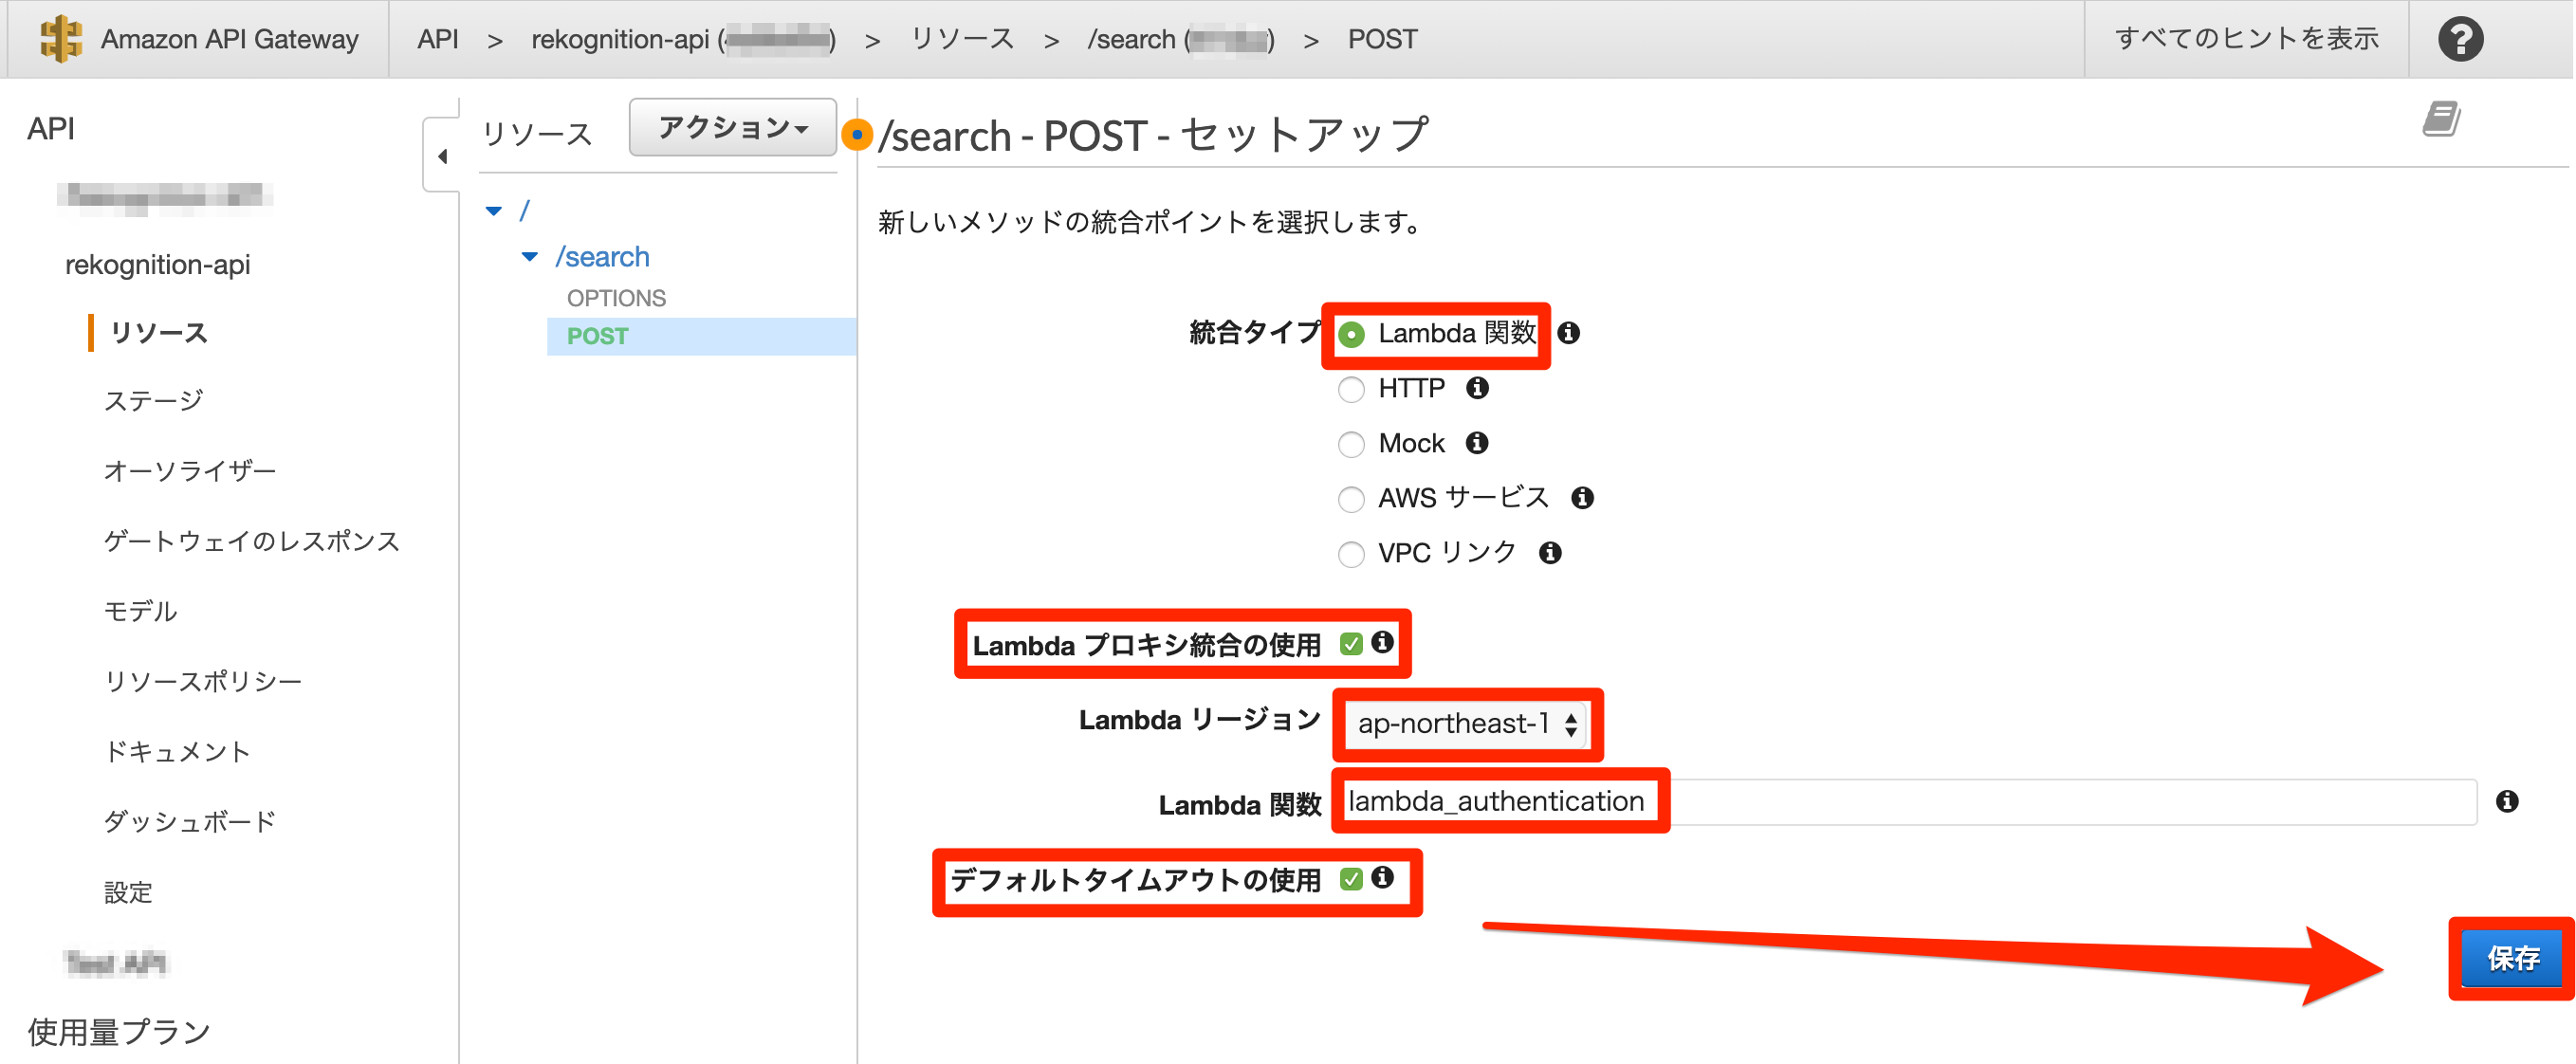 Amazon API Gateway
API > rekognition-api ( ) > リソース > /search ( ) > POST
すべてのヒントを表示
?
API
rekognition-api
リソース
ステージ
オーソライザー
ゲートウェイのレスポンス
モデル
リソースポリシー
ドキュメント
ダッシュボード
設定
Test API
使用量プラン
リソース
アクション
/
/search
OPTIONS
POST
/search - POST - セットアップ
新しいメソッドの統合ポイントを選択します。
統合タイプ Lambda 関数
HTTP
Mock
AWS サービス
VPC リンク
Lambda プロキシ統合の使用
Lambda リージョン ap-northeast-1
Lambda 関数 lambda_authentication
デフォルトタイムアウトの使用
保存